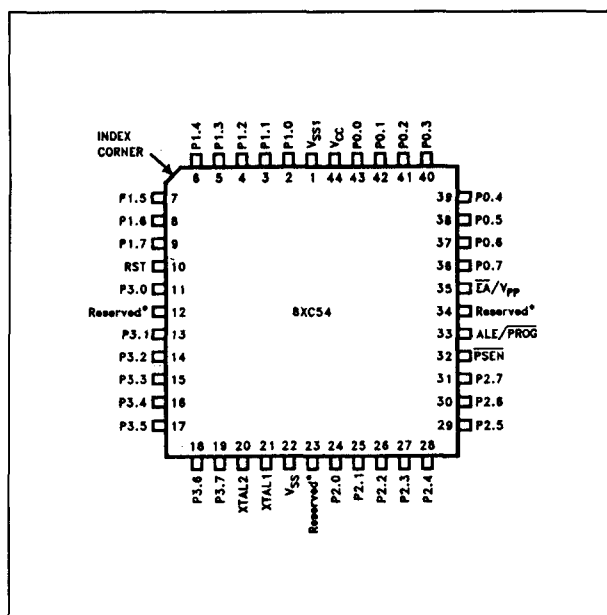 INDEX
CORNER
P1.4
P1.3
P1.2
P1.1
P1.0
VSS1
VCC
P0.0
P0.1
P0.2
P0.3
6 5 4 3 2 1 44 43 42 41 40
P1.5 7
P1.6 8
P1.7 9
RST 10
P3.0 11
Reserved* 12
P3.1 13
P3.2 14
P3.3 15
P3.4 16
P3.5 17
8XC54
39 P0.4
38 P0.5
37 P0.6
36 P0.7
35 E̅A̅/VPP
34 Reserved*
33 ALE/P̅R̅O̅G̅
32 P̅S̅E̅N̅
31 P2.7
30 P2.6
29 P2.5
18 19 20 21 22 23 24 25 26 27 28
P3.6
P3.7
XTAL2
XTAL1
VSS
Reserved*
P2.0
P2.1
P2.2
P2.3
P2.4